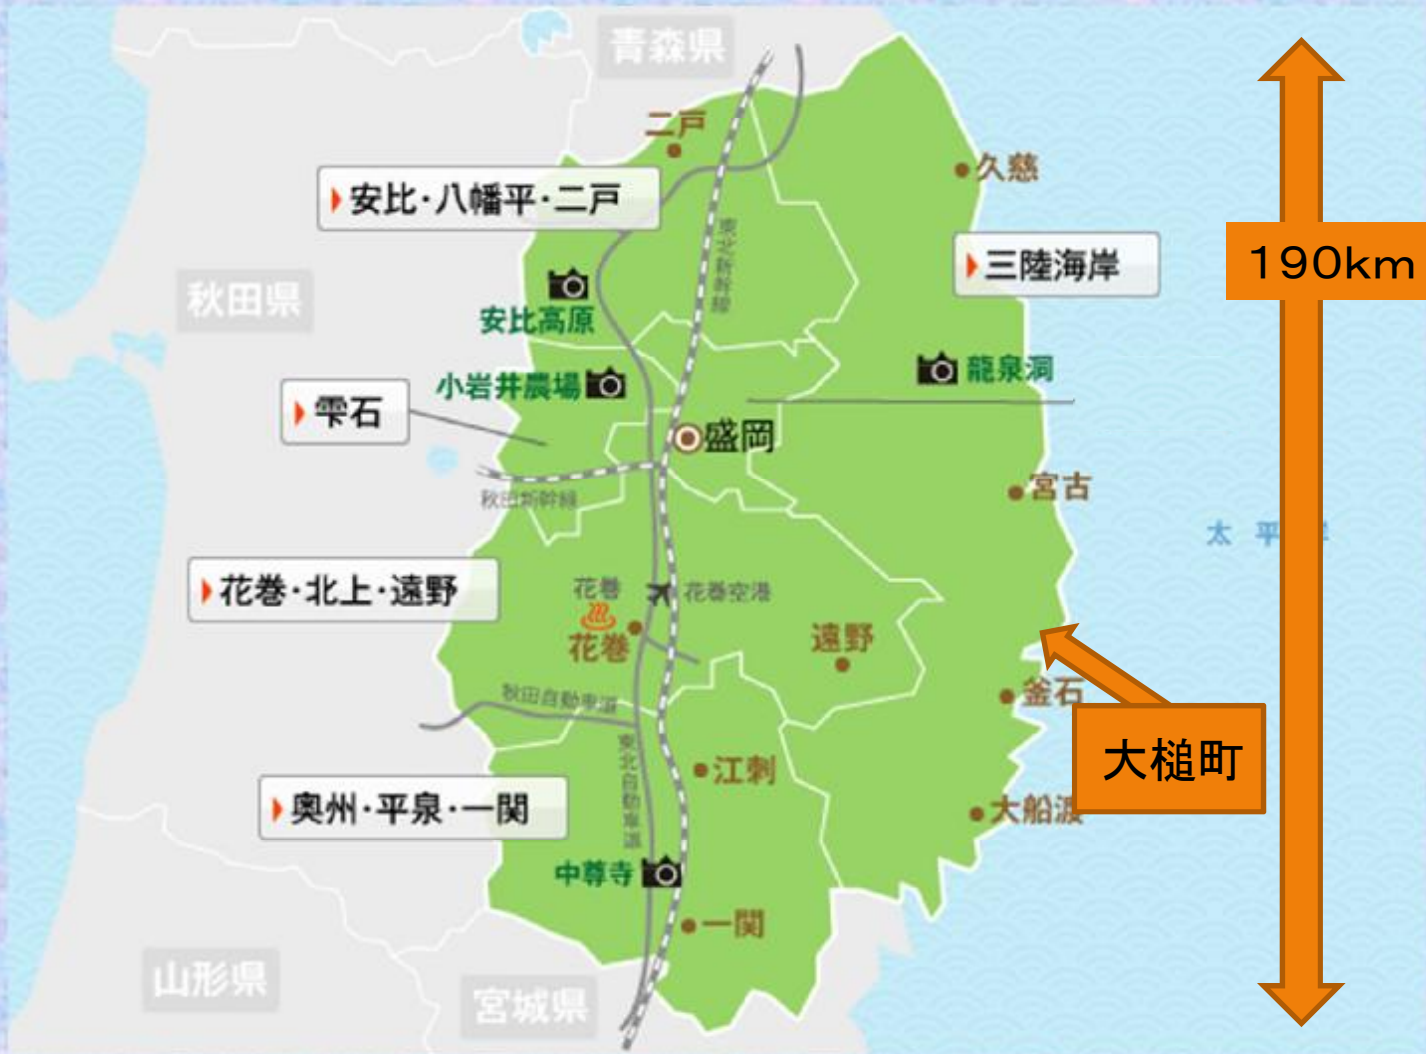 青森県
二戸
久慈
安比・八幡平・二戸
東北新幹線
三陸海岸
190km
秋田県
安比高原
龍泉洞
小岩井農場
雫石
盛岡
宮古
秋田新幹線
太 平
花巻・北上・遠野
花巻
花巻空港
花巻
遠野
秋田自動車道
釜石
東北自動車道
大槌町
江刺
奥州・平泉・一関
大船渡
中尊寺
一関
山形県
宮城県